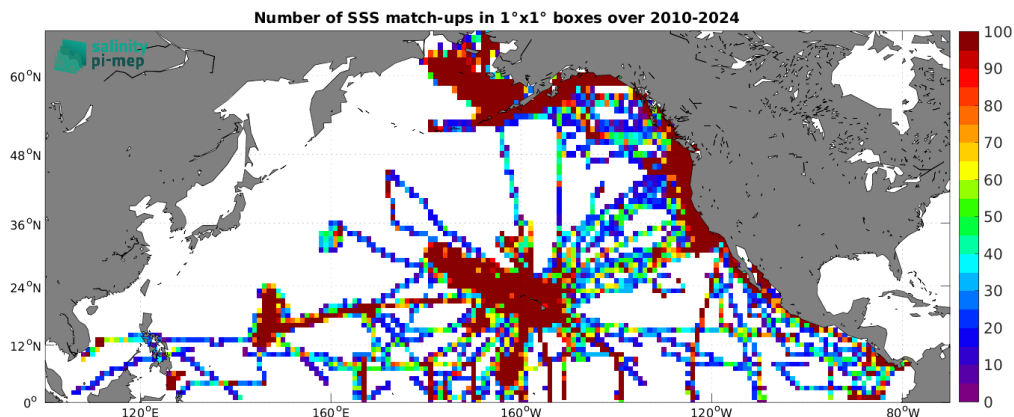 Number of SSS match-ups in 1°x1° boxes over 2010-2024
salinity
pi-mep
60°N
48°N
36°N
24°N
12°N
0°
120°E
160°E
160°W
120°W
80°W
100
90
80
70
60
50
40
30
20
10
0